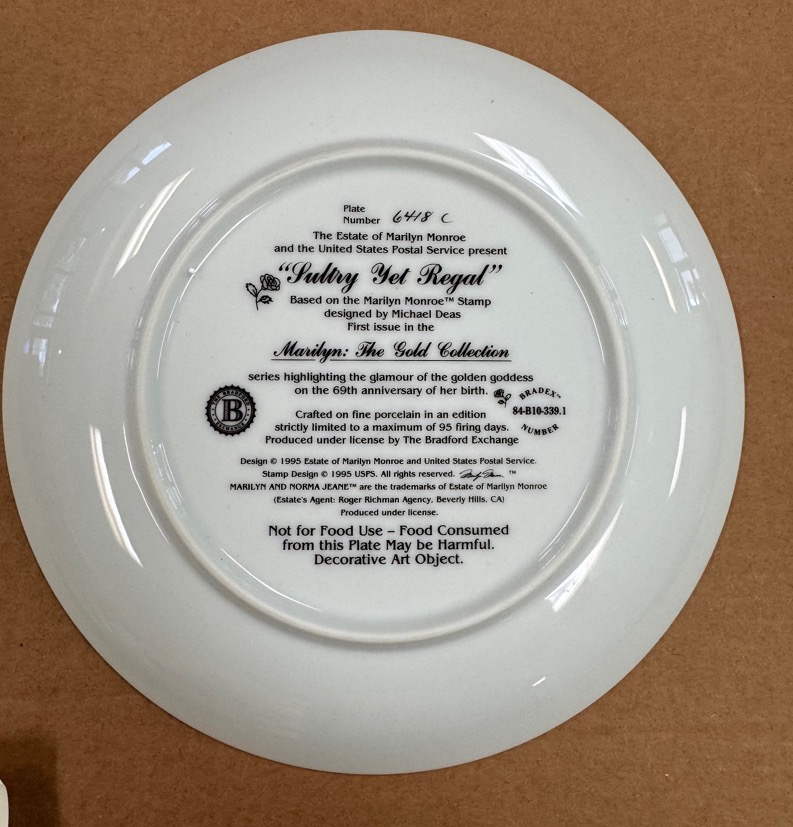 Plate
Number 6418 C
The Estate of Marilyn Monroe
and the United States Postal Service present
“Sultry Yet Regal”
Based on the Marilyn Monroe™ Stamp
designed by Michael Deas
First issue in the
Marilyn: The Gold Collection
series highlighting the glamour of the golden goddess
on the 69th anniversary of her birth.
THE BRADFORD
B
EXCHANGE
BRADEX™
84-B10-339.1
NUMBER
Crafted on fine porcelain in an edition
strictly limited to a maximum of 95 firing days.
Produced under license by The Bradford Exchange
Design © 1995 Estate of Marilyn Monroe and United States Postal Service.
Stamp Design © 1995 USPS. All rights reserved. ™
MARILYN AND NORMA JEANE™ are the trademarks of Estate of Marilyn Monroe
(Estate's Agent: Roger Richman Agency, Beverly Hills, CA)
Produced under license.
Not for Food Use – Food Consumed
from this Plate May be Harmful.
Decorative Art Object.